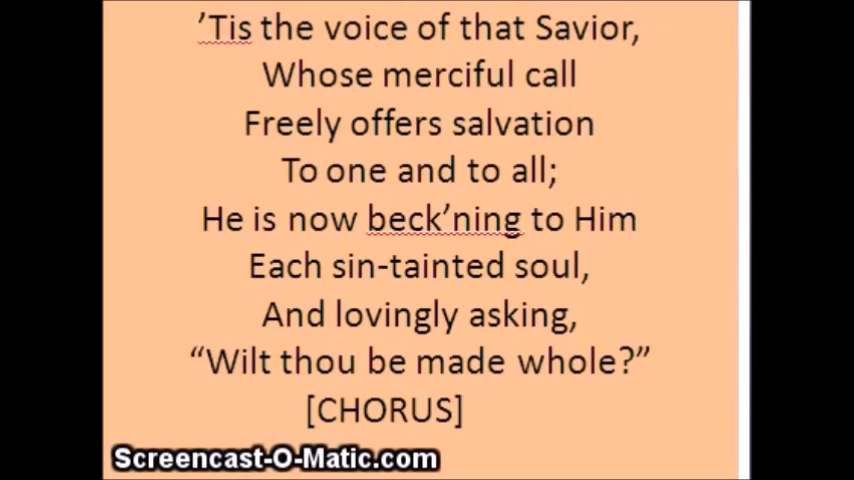 ’Tis the voice of that Savior,
Whose merciful call
Freely offers salvation
To one and to all;
He is now beck’ning to Him
Each sin-tainted soul,
And lovingly asking,
“Wilt thou be made whole?”
[CHORUS]
Screencast-O-Matic.com